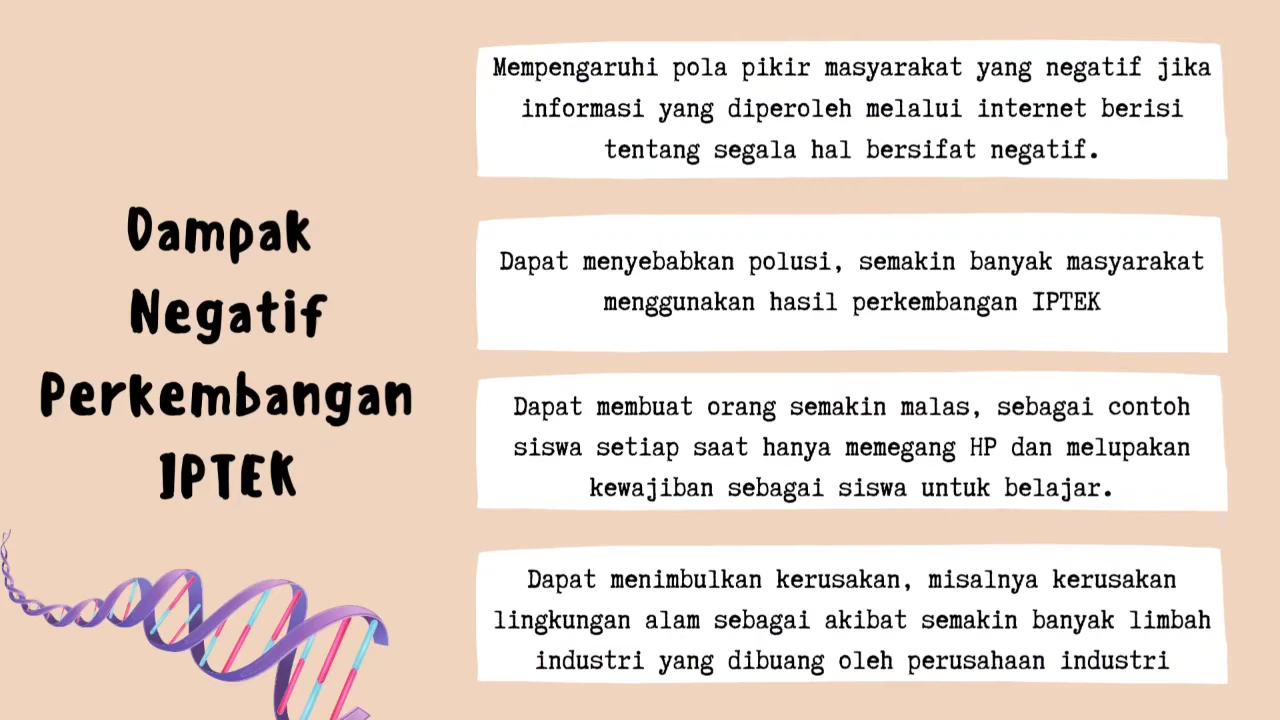 Dampak
Negatif
Perkembangan
IPTEK
Mempengaruhi pola pikir masyarakat yang negatif jika
informasi yang diperoleh melalui internet berisi
tentang segala hal bersifat negatif.
Dapat menyebabkan polusi, semakin banyak masyarakat
menggunakan hasil perkembangan IPTEK
Dapat membuat orang semakin malas, sebagai contoh
siswa setiap saat hanya memegang HP dan melupakan
kewajiban sebagai siswa untuk belajar.
Dapat menimbulkan kerusakan, misalnya kerusakan
lingkungan alam sebagai akibat semakin banyak limbah
industri yang dibuang oleh perusahaan industri